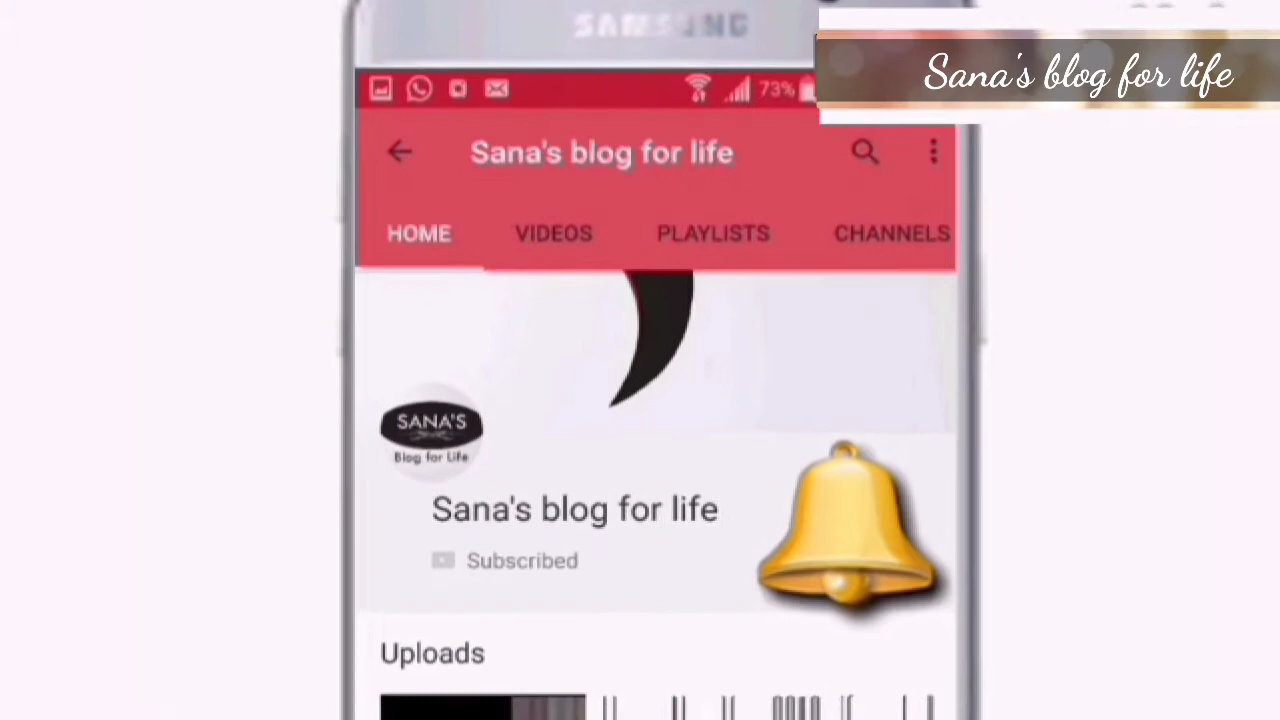 SAMSUNG
73%
Sana's blog for life
Sana's blog for life
HOME VIDEOS PLAYLISTS CHANNELS
SANA'S
Blog for Life
Sana's blog for life
Subscribed
Uploads